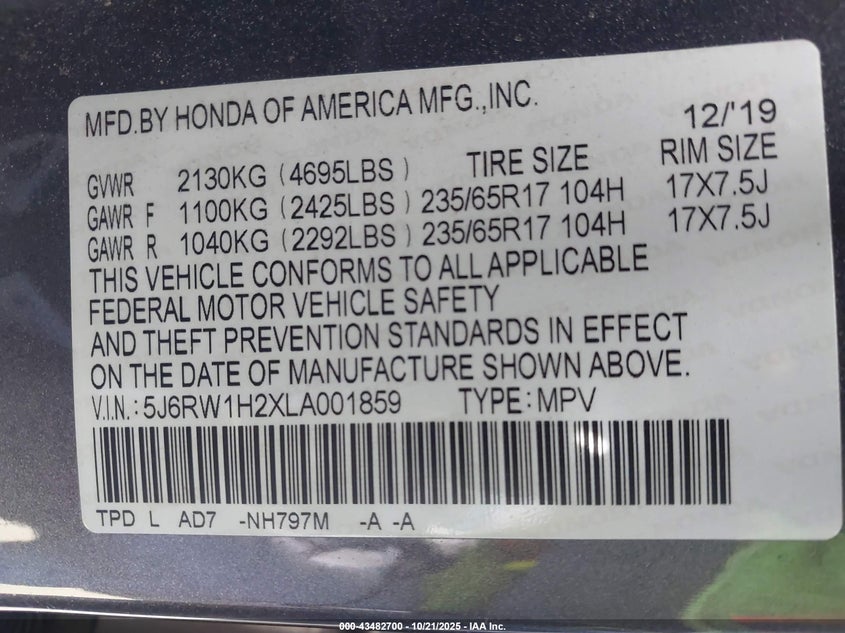 MFD.BY HONDA OF AMERICA MFG.,INC.
12/'19
GVWR 2130KG (4695LBS) TIRE SIZE RIM SIZE
GAWR F 1100KG (2425LBS) 235/65R17 104H 17X7.5J
GAWR R 1040KG (2292LBS) 235/65R17 104H 17X7.5J
THIS VEHICLE CONFORMS TO ALL APPLICABLE
FEDERAL MOTOR VEHICLE SAFETY
AND THEFT PREVENTION STANDARDS IN EFFECT
ON THE DATE OF MANUFACTURE SHOWN ABOVE.
V.I.N.: 5J6RW1H2XLA001859 TYPE: MPV
TPD L AD7 -NH797M -A -A
000-43482700 - 10/21/2025 - IAA Inc.